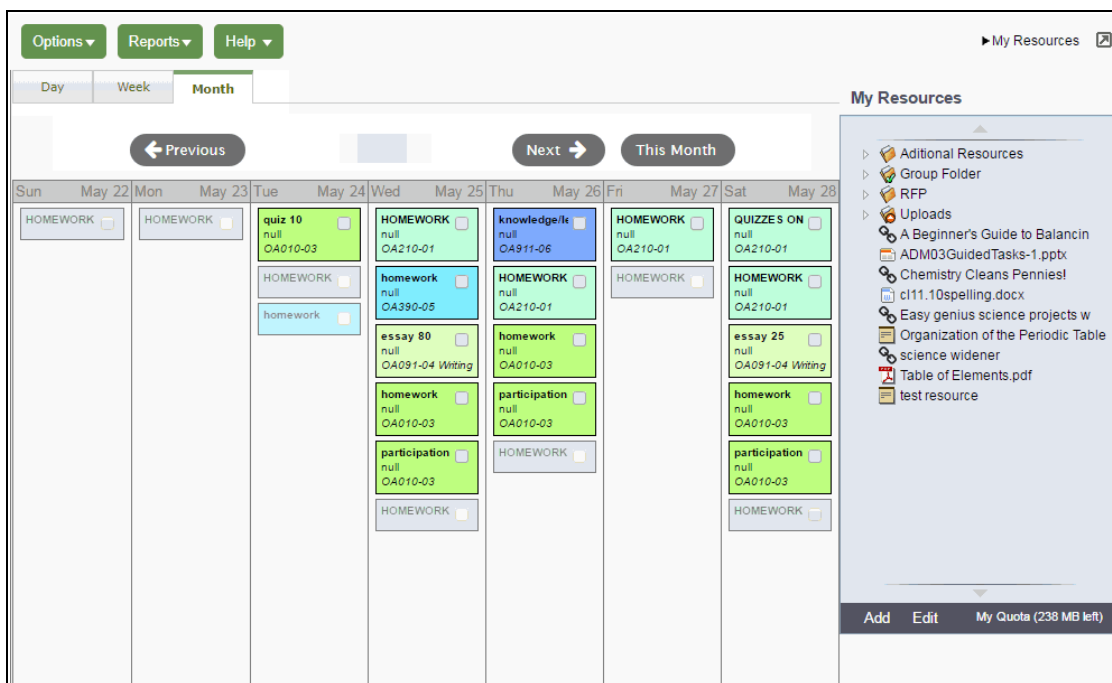 Options
Reports
Help
My Resources
Day
Week
Month
My Resources
Previous
Next
This Month
Sun May 22
Mon May 23
Tue May 24
Wed May 25
Thu May 26
Fri May 27
Sat May 28
HOMEWORK
HOMEWORK
quiz 10
null
OA010-03
HOMEWORK
homework
HOMEWORK
null
OA210-01
homework
null
OA390-05
essay 80
null
OA091-04 Writing
homework
null
OA010-03
participation
null
OA010-03
HOMEWORK
knowledge/le
null
OA911-06
HOMEWORK
null
OA210-01
homework
null
OA010-03
participation
null
OA010-03
HOMEWORK
HOMEWORK
null
OA210-01
HOMEWORK
QUIZZES ON
null
OA210-01
HOMEWORK
null
OA210-01
essay 25
null
OA091-04 Writing
homework
null
OA010-03
participation
null
OA010-03
HOMEWORK
Aditional Resources
Group Folder
RFP
Uploads
A Beginner's Guide to Balancin
ADM03GuidedTasks-1.pptx
Chemistry Cleans Pennies!
cl11.10spelling.docx
Easy genius science projects w
Organization of the Periodic Table
science widener
Table of Elements.pdf
test resource
Add
Edit
My Quota (238 MB left)